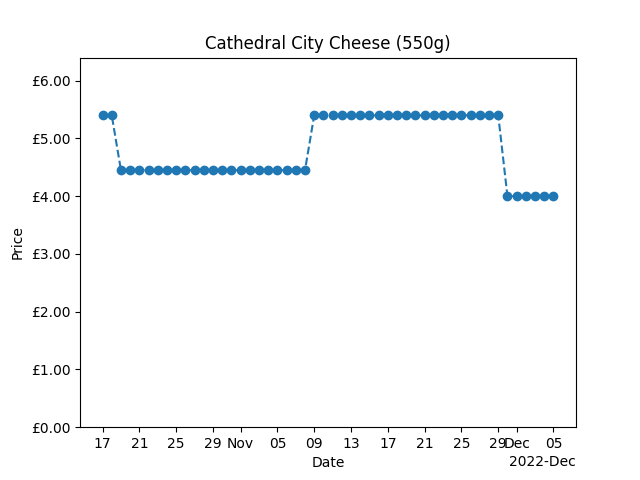 Cathedral City Cheese (550g)
£6.00
£5.00
£4.00
£3.00
£2.00
£1.00
£0.00
Price
17 21 25 29 Nov 05 09 13 17 21 25 29 Dec 05
Date
2022-Dec